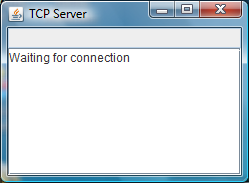 TCP Server
Waiting for connection